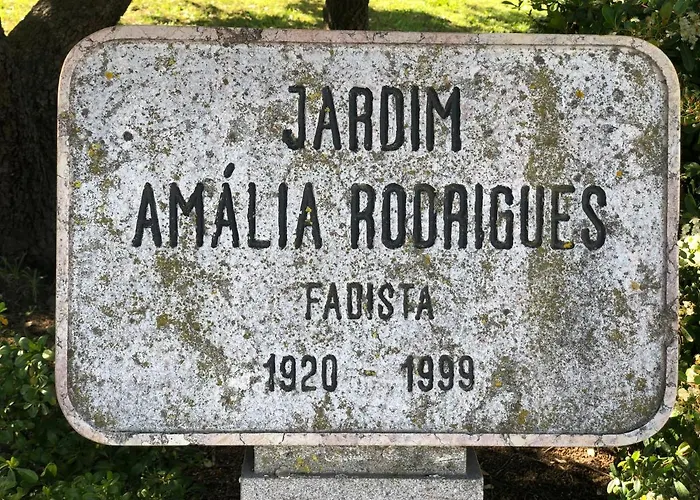 JARDIM
AMÁLIA RODRIGUES
FADISTA
1920 1999